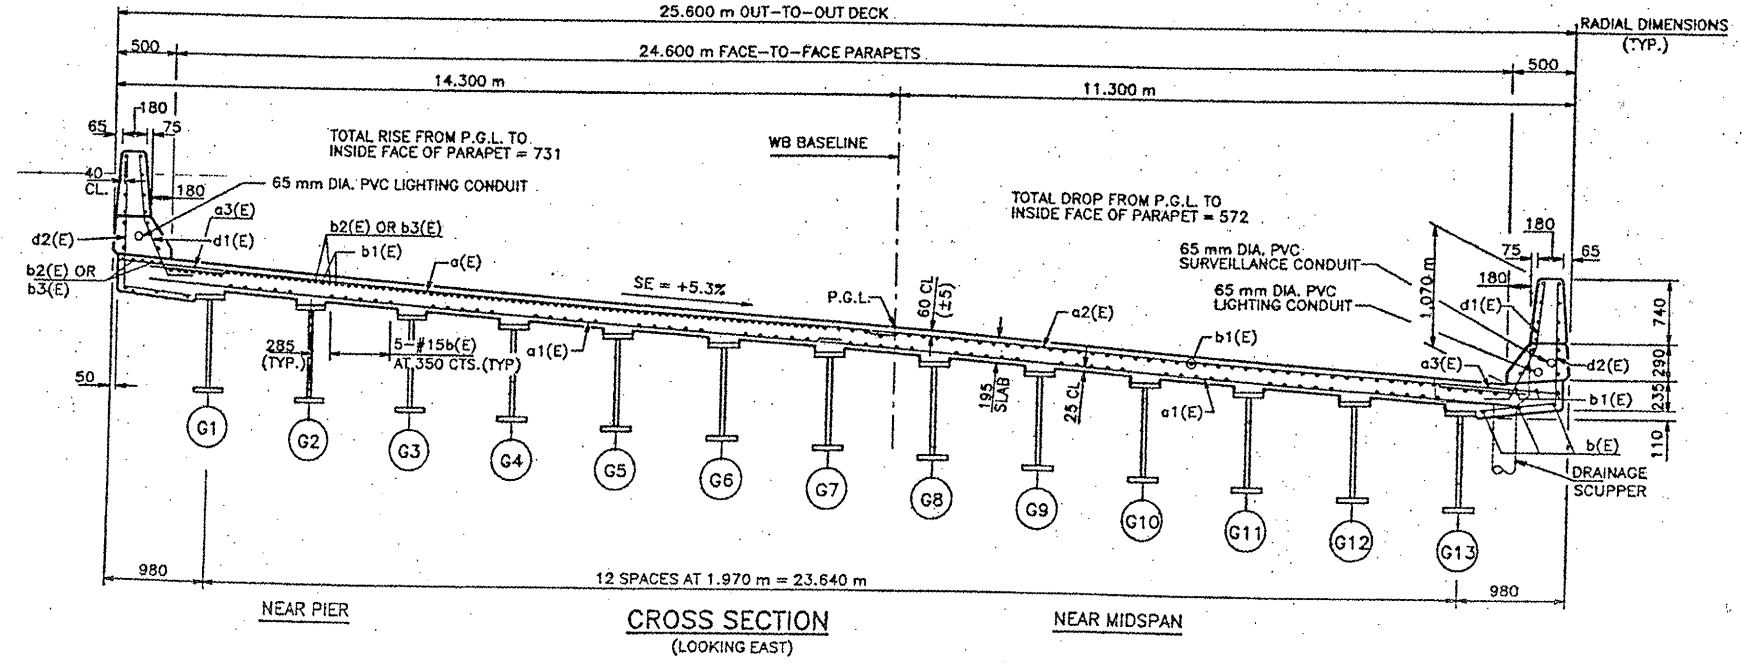 25.600 m OUT-TO-OUT DECK
RADIAL DIMENSIONS
(TYP.)
500
24.600 m FACE-TO-FACE PARAPETS
500
14.300 m
11.300 m
180
65
75
TOTAL RISE FROM P.G.L. TO
INSIDE FACE OF PARAPET = 731
WB BASELINE
40
CL.
180
65 mm DIA. PVC LIGHTING CONDUIT
a3(E)
TOTAL DROP FROM P.G.L. TO
INSIDE FACE OF PARAPET = 572
180
75
65
d2(E)
d1(E)
b2(E) OR b3(E)
b1(E)
a(E)
b2(E) OR
b3(E)
65 mm DIA. PVC
SURVEILLANCE CONDUIT
1.070 m
180
65 mm DIA. PVC
LIGHTING CONDUIT
d1(E)
SE = +5.3%
P.G.L.
60 CL
(±5)
a2(E)
740
b1(E)
285
(TYP.)
5-#15b(E)
AT 350 CTS.(TYP)
a1(E)
a3(E)
d2(E)
290
50
195
SLAB
25 CL
a1(E)
b1(E)
235
b(E)
110
DRAINAGE
SCUPPER
G1
G2
G3
G4
G5
G6
G7
G8
G9
G10
G11
G12
G13
980
12 SPACES AT 1.970 m = 23.640 m
980
NEAR PIER
CROSS SECTION
NEAR MIDSPAN
(LOOKING EAST)